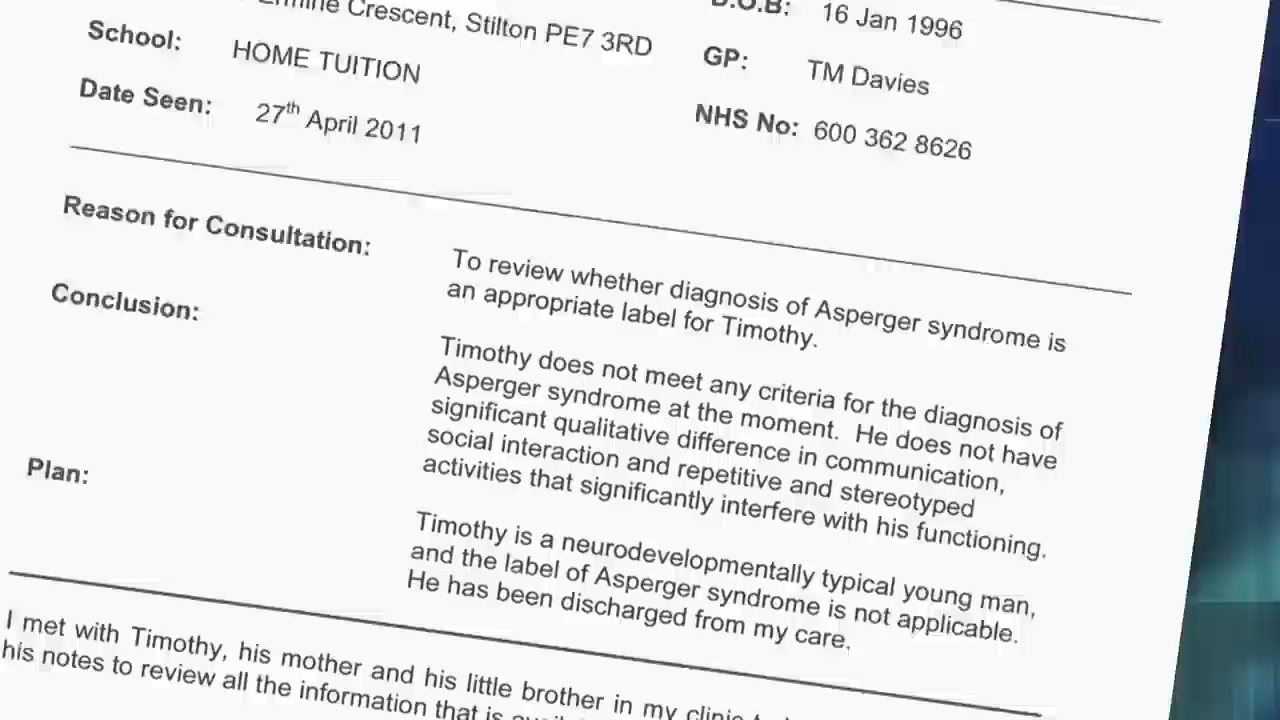 Ermine Crescent, Stilton PE7 3RD
D.O.B: 16 Jan 1996
School: HOME TUITION
GP: TM Davies
Date Seen: 27th April 2011
NHS No: 600 362 8626
Reason for Consultation:
To review whether diagnosis of Asperger syndrome is
an appropriate label for Timothy.
Conclusion:
Timothy does not meet any criteria for the diagnosis of
Asperger syndrome at the moment. He does not have
significant qualitative difference in communication,
social interaction and repetitive and stereotyped
activities that significantly interfere with his functioning.
Plan:
Timothy is a neurodevelopmentally typical young man,
and the label of Asperger syndrome is not applicable.
He has been discharged from my care.
I met with Timothy, his mother and his little brother in my clinic
his notes to review all the information that is